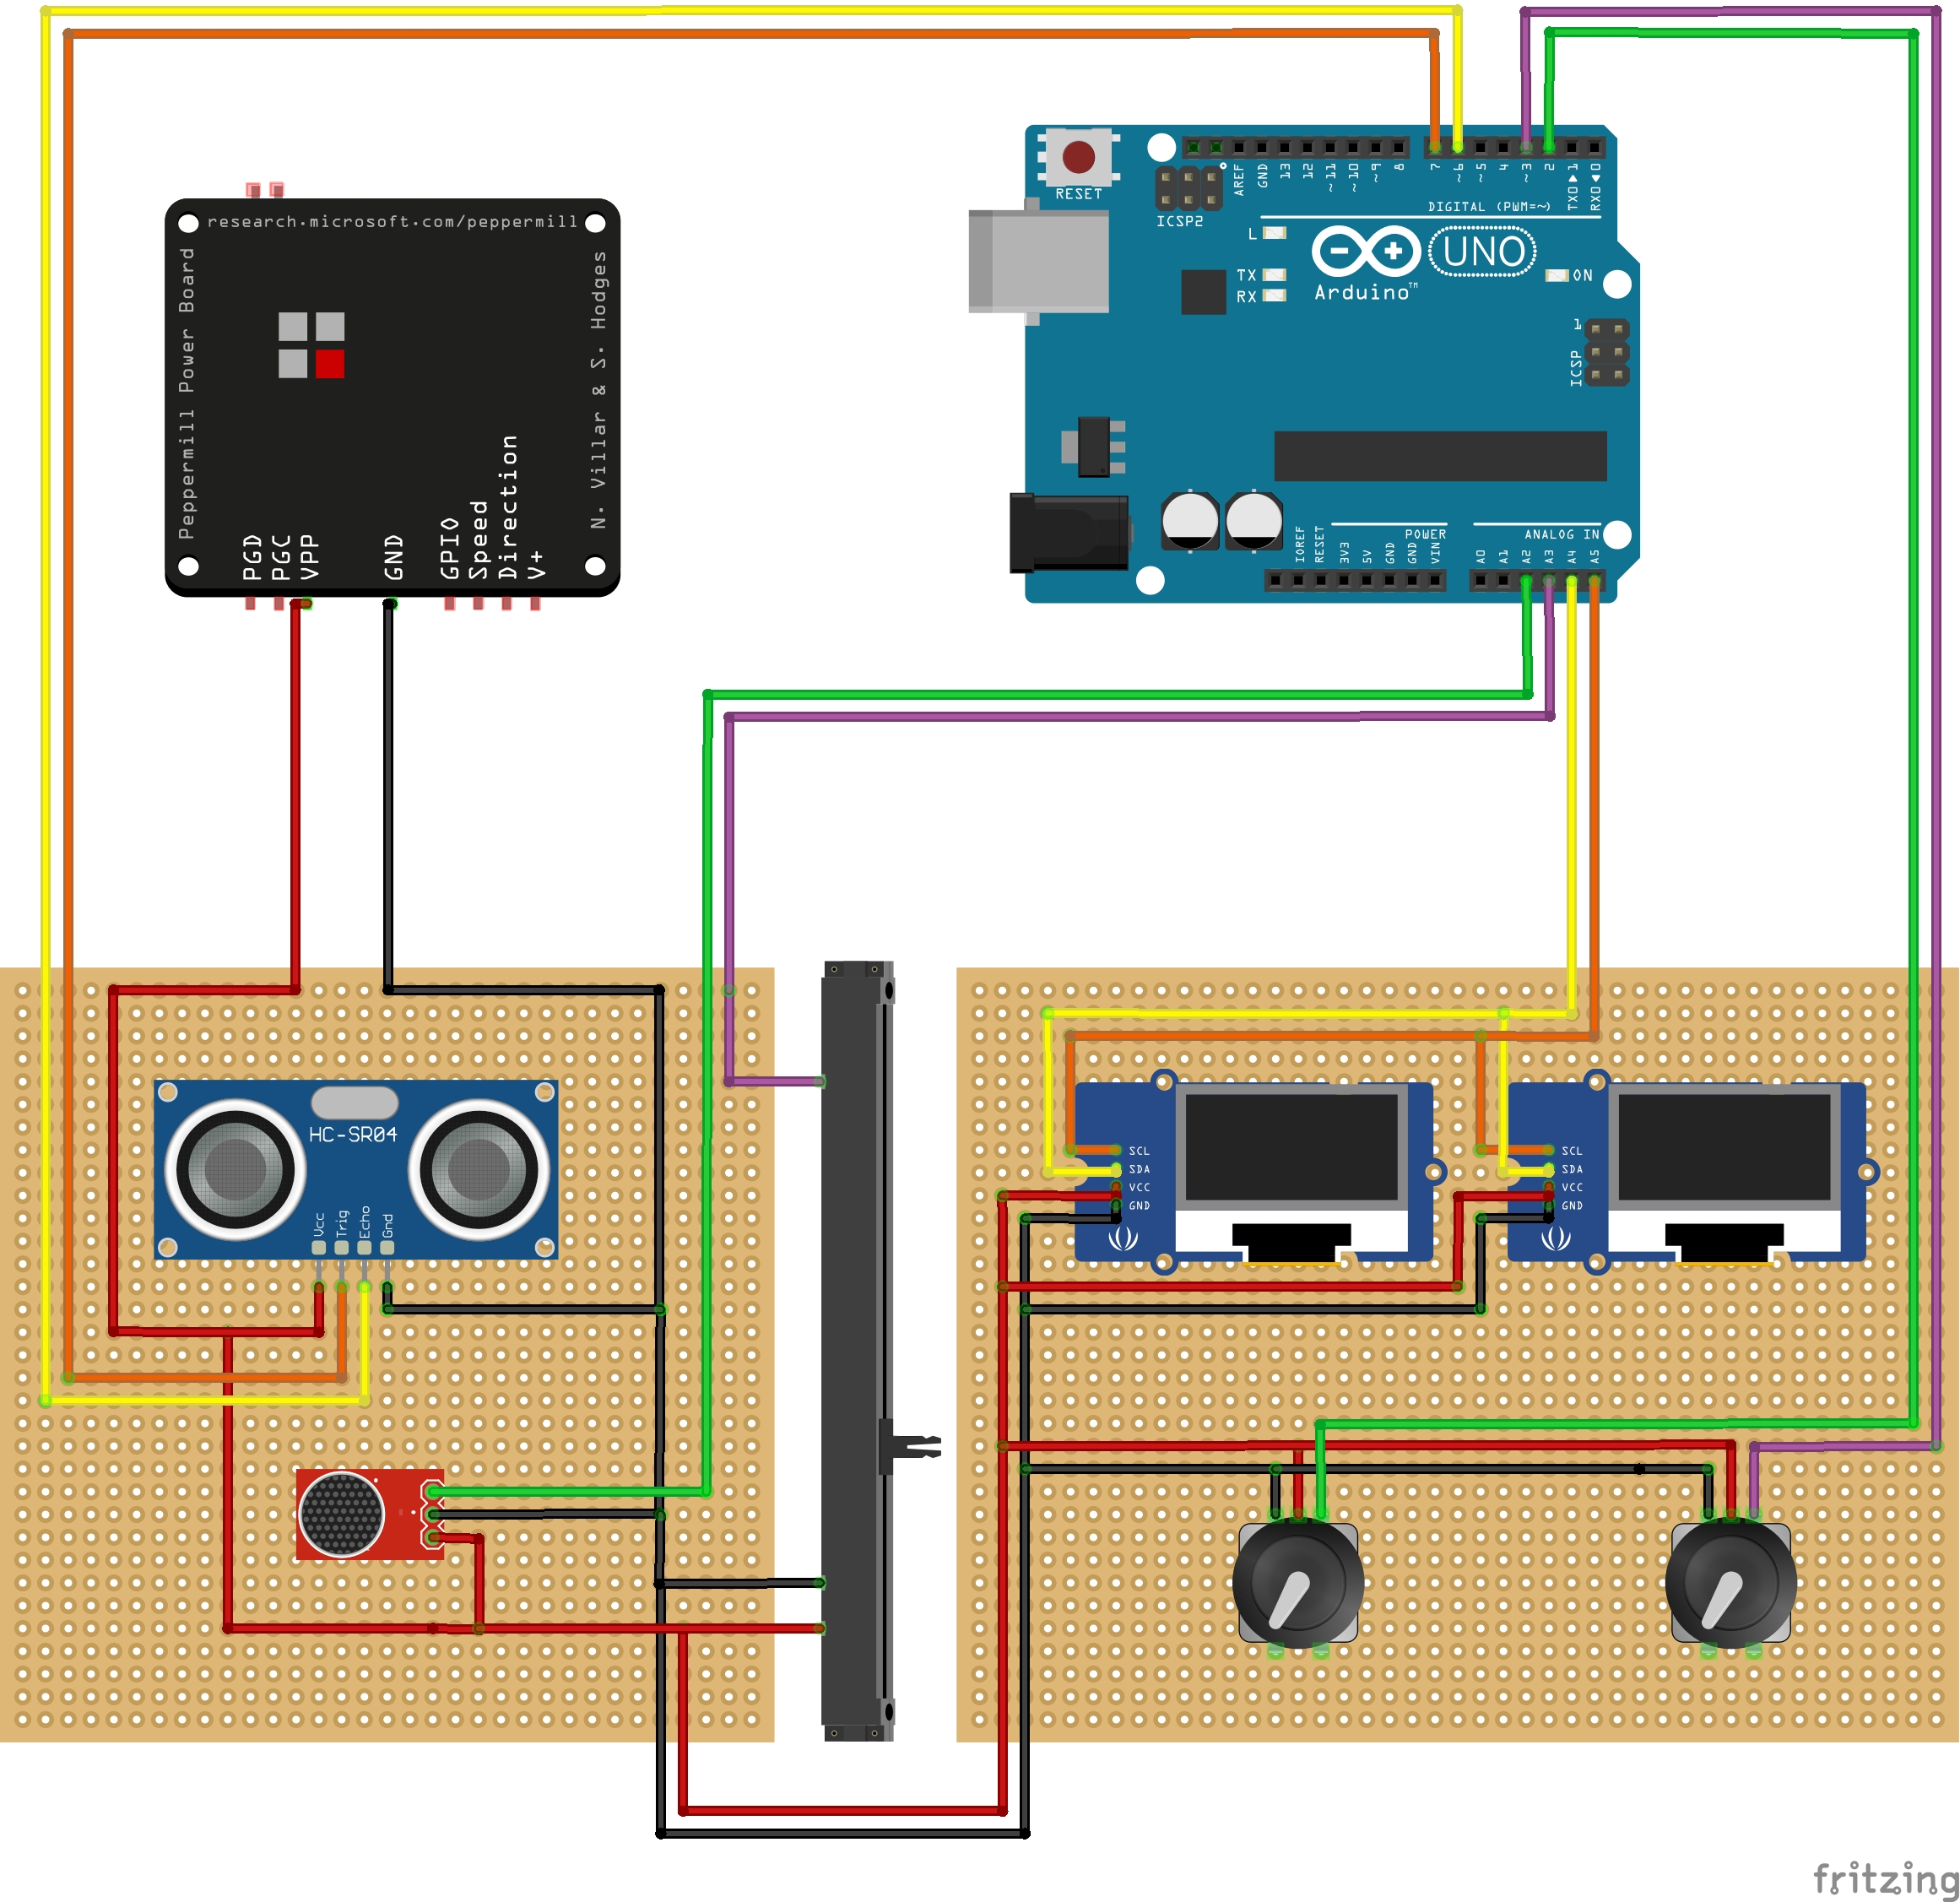 research.microsoft.com/peppermill
Peppermill Power Board
N. Villar & S. Hodges
PGD
PGC
VPP
GND
GPIO
Speed
Direction
V+
RESET
ICSP2
AREF
GND
13
12
~11
~10
~9
8
7
~6
~5
4
~3
2
TX0 ▶ 1
RX0 ◀ 0
DIGITAL (PWM=~)
L
TX
RX
UNO
Arduino™
ON
1
ICSP
IOREF
RESET
3V3
5V
GND
GND
VIN
POWER
A0
A1
A2
A3
A4
A5
ANALOG IN
HC-SR04
Vcc
Trig
Echo
Gnd
SCL
SDA
VCC
GND
SCL
SDA
VCC
GND
fritzing